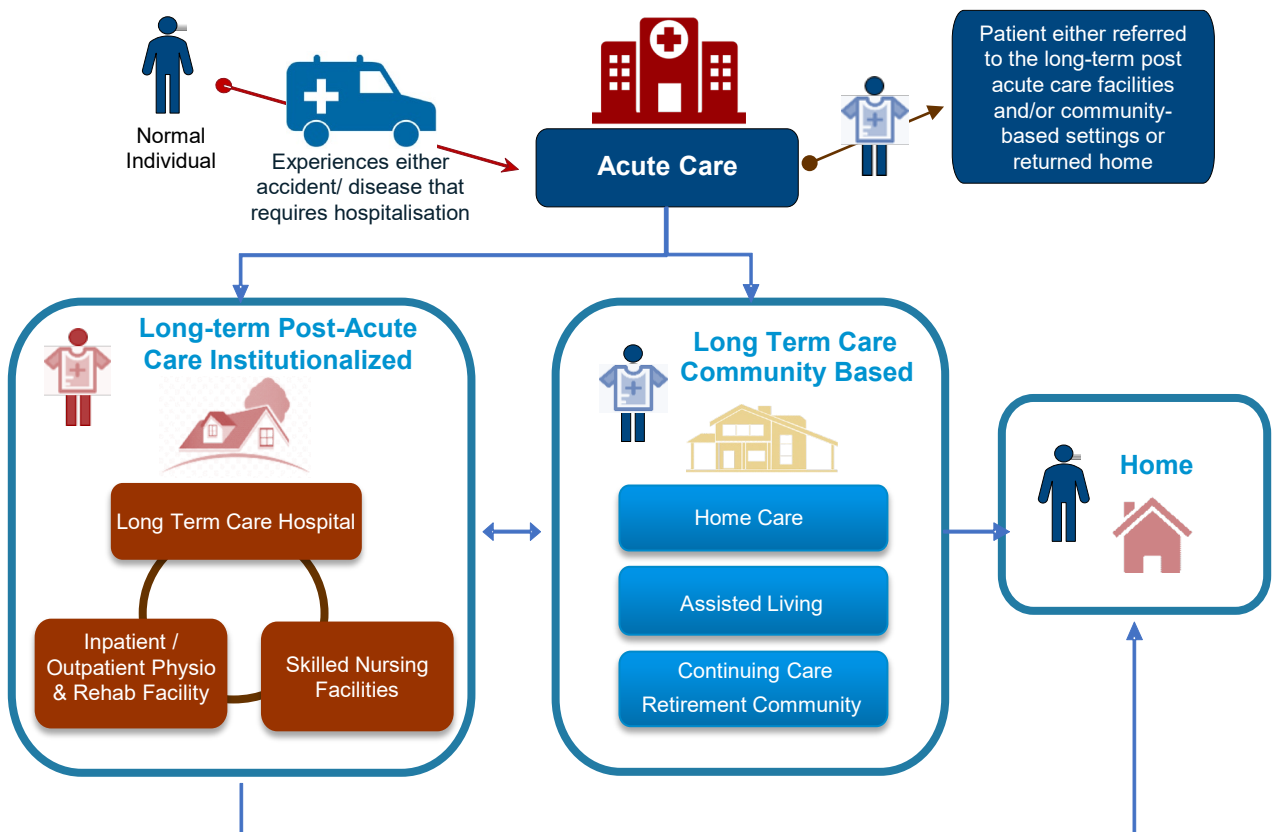 Normal
Individual
Experiences either
accident/ disease that
requires hospitalisation
Acute Care
Patient either referred
to the long-term post
acute care facilities
and/or community-
based settings or
returned home
Long-term Post-Acute
Care Institutionalized
Long Term Care Hospital
Inpatient /
Outpatient Physio
& Rehab Facility
Skilled Nursing
Facilities
Long Term Care
Community Based
Home Care
Assisted Living
Continuing Care
Retirement Community
Home